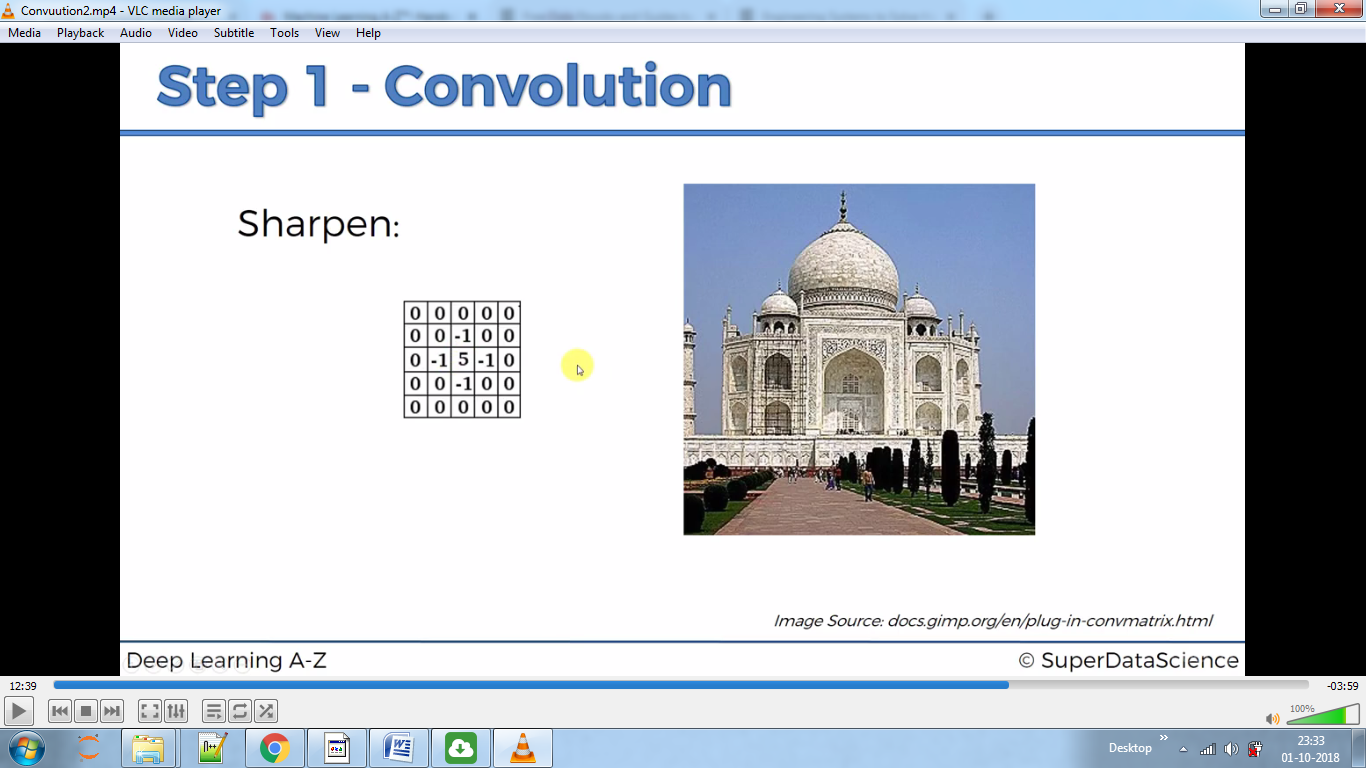 Convuution2.mp4 - VLC media player
Media Playback Audio Video Subtitle Tools View Help
Step 1 - Convolution
Sharpen:
0 0 0 0 0
0 0 -1 0 0
0 -1 5 -1 0
0 0 -1 0 0
0 0 0 0 0
Image Source: docs.gimp.org/en/plug-in-convmatrix.html
Deep Learning A-Z
© SuperDataScience
12:39
-03:59
100%
Desktop
23:33
01-10-2018